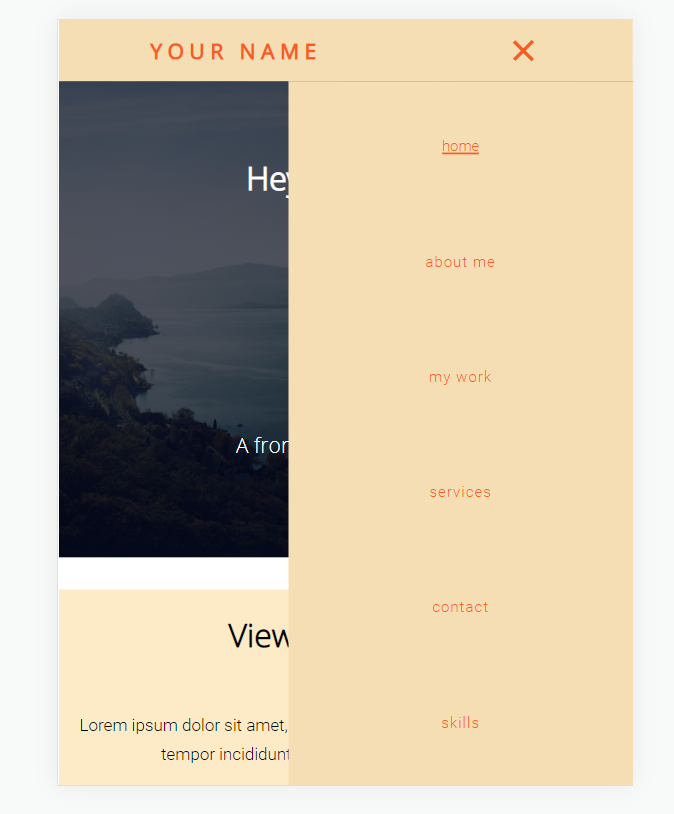 YOUR NAME
home
about me
my work
services
contact
skills
Hey
A fron
View
Lorem ipsum dolor sit amet,
tempor incididunt